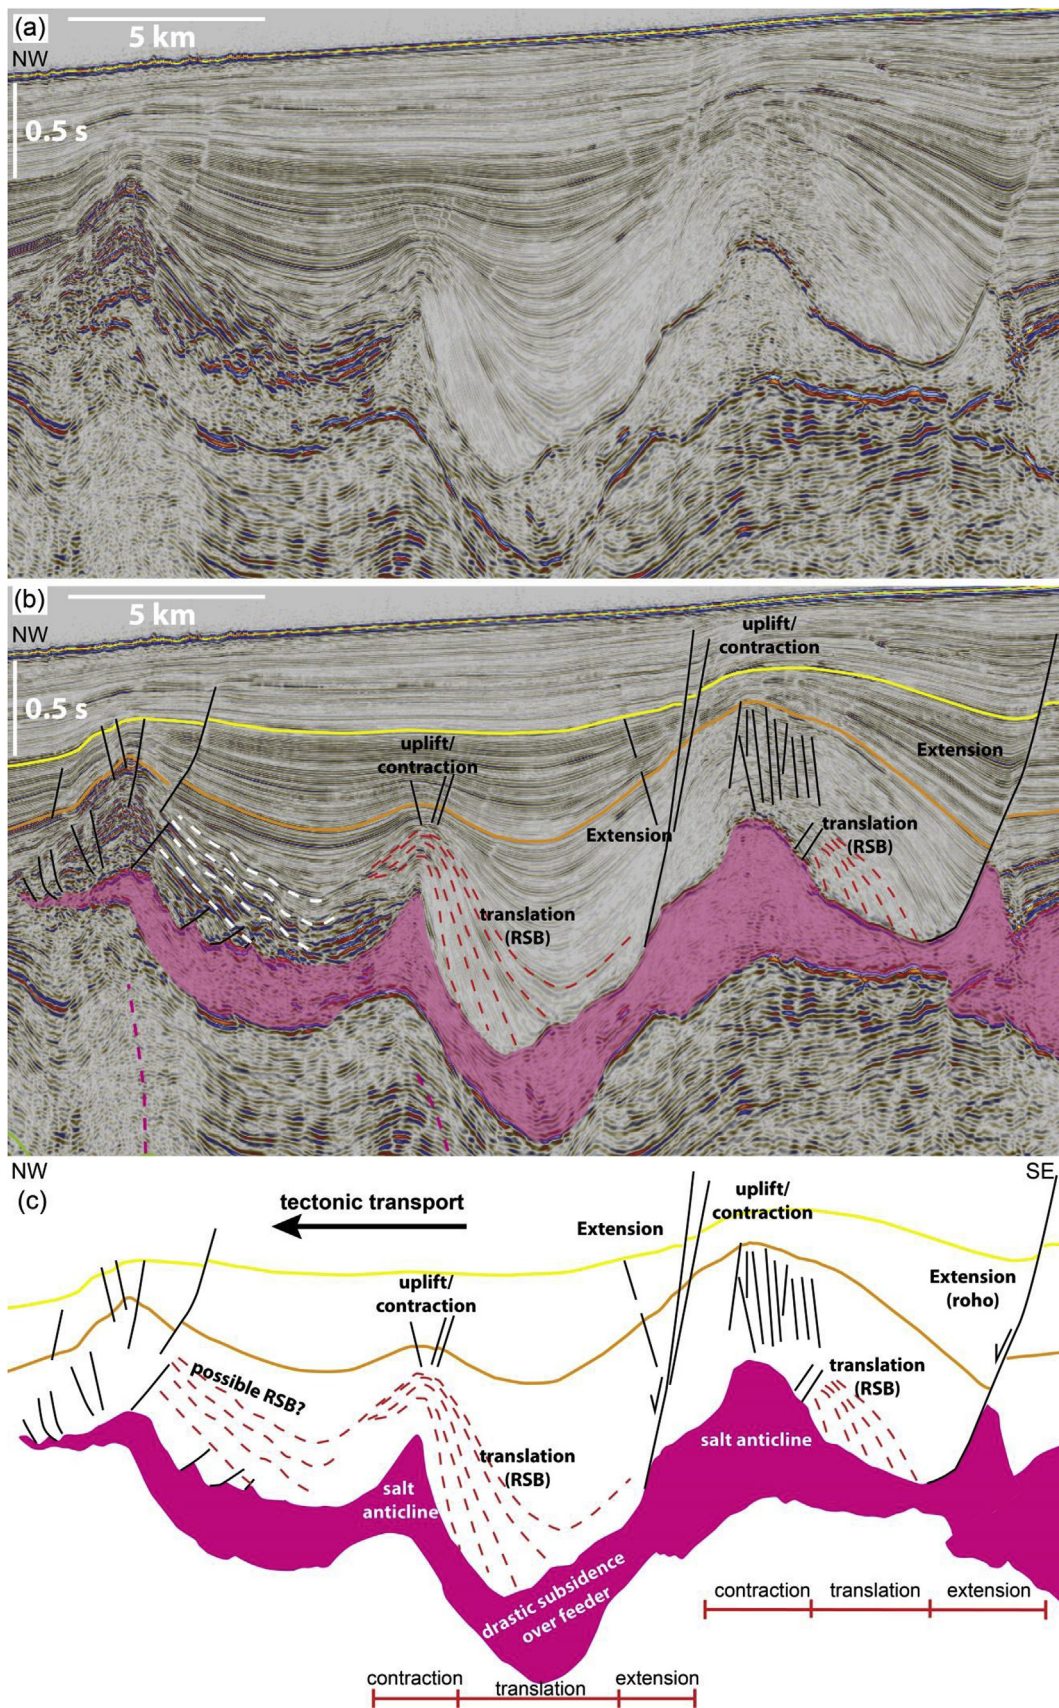 (a)
5 km
NW
0.5 s
(b)
5 km
NW
0.5 s
uplift/
contraction
uplift/
contraction
Extension
Extension
translation
(RSB)
translation
(RSB)
NW
SE
(c)
tectonic transport
uplift/
contraction
Extension
uplift/
contraction
Extension
(roho)
possible RSB?
translation
(RSB)
translation
(RSB)
salt anticline
salt
anticline
drastic subsidence
over feeder
contraction
translation
extension
contraction
translation
extension